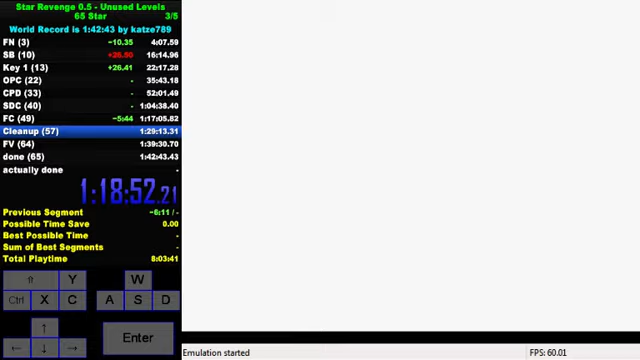 Star Revenge 0.5 - Unused Levels
65 Star 3/5
World Record is 1:42:43 by katze789
FN (3) -10.35 4:07.59
SB (10) +26.50 16:14.96
Key 1 (13) +26.41 22:17.28
OPC (22) - 35:43.18
CPD (33) - 52:01.49
SDC (40) - 1:04:38.40
FC (49) -5:44 1:17:05.82
Cleanup (57) 1:29:13.31
FV (64) 1:39:30.70
done (65) 1:42:43.43
actually done -
1:18:52.21
Previous Segment -6:11 / -
Possible Time Save 0.00
Best Possible Time -
Sum of Best Segments -
Total Playtime 8:03:41
⇑ Y W
Ctrl X C A S D
↑ Enter
← ↓ →
Emulation started FPS: 60.01